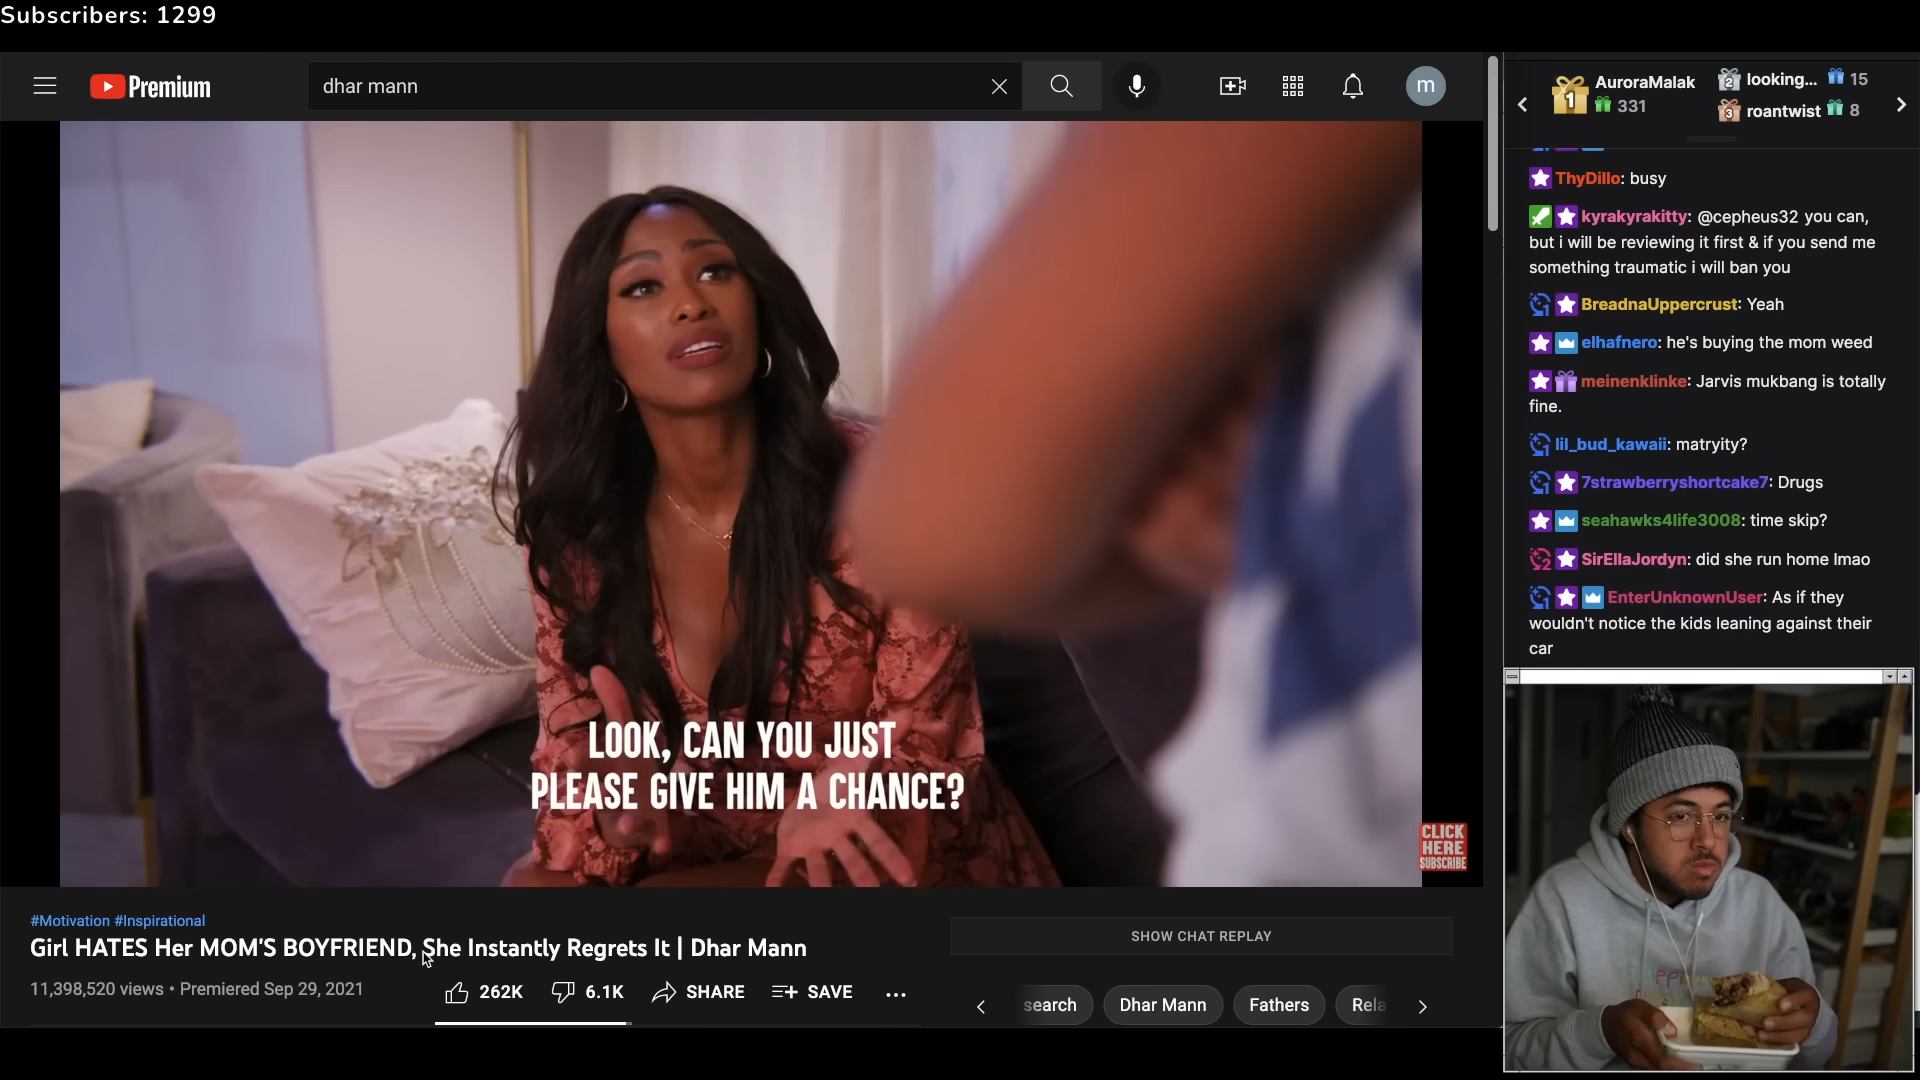 Subscribers: 1299
Premium
dhar mann
m
1
AuroraMalak
331
2
looking...
15
3
roantwist
8
ThyDillo: busy
kyrakyrakitty: @cepheus32 you can,
but i will be reviewing it first & if you send me
something traumatic i will ban you
BreadnaUppercrust: Yeah
elhafnero: he's buying the mom weed
meinenklinke: Jarvis mukbang is totally
fine.
lil_bud_kawaii: matryity?
7strawberryshortcake7: Drugs
seahawks4life3008: time skip?
2 SirEllaJordyn: did she run home lmao
EnterUnknownUser: As if they
wouldn't notice the kids leaning against their
car
LOOK, CAN YOU JUST
PLEASE GIVE HIM A CHANCE?
CLICK
HERE
SUBSCRIBE
#Motivation #Inspirational
Girl HATES Her MOM'S BOYFRIEND, She Instantly Regrets It | Dhar Mann
11,398,520 views • Premiered Sep 29, 2021
262K
6.1K
SHARE
SAVE
SHOW CHAT REPLAY
search
Dhar Mann
Fathers
Rela